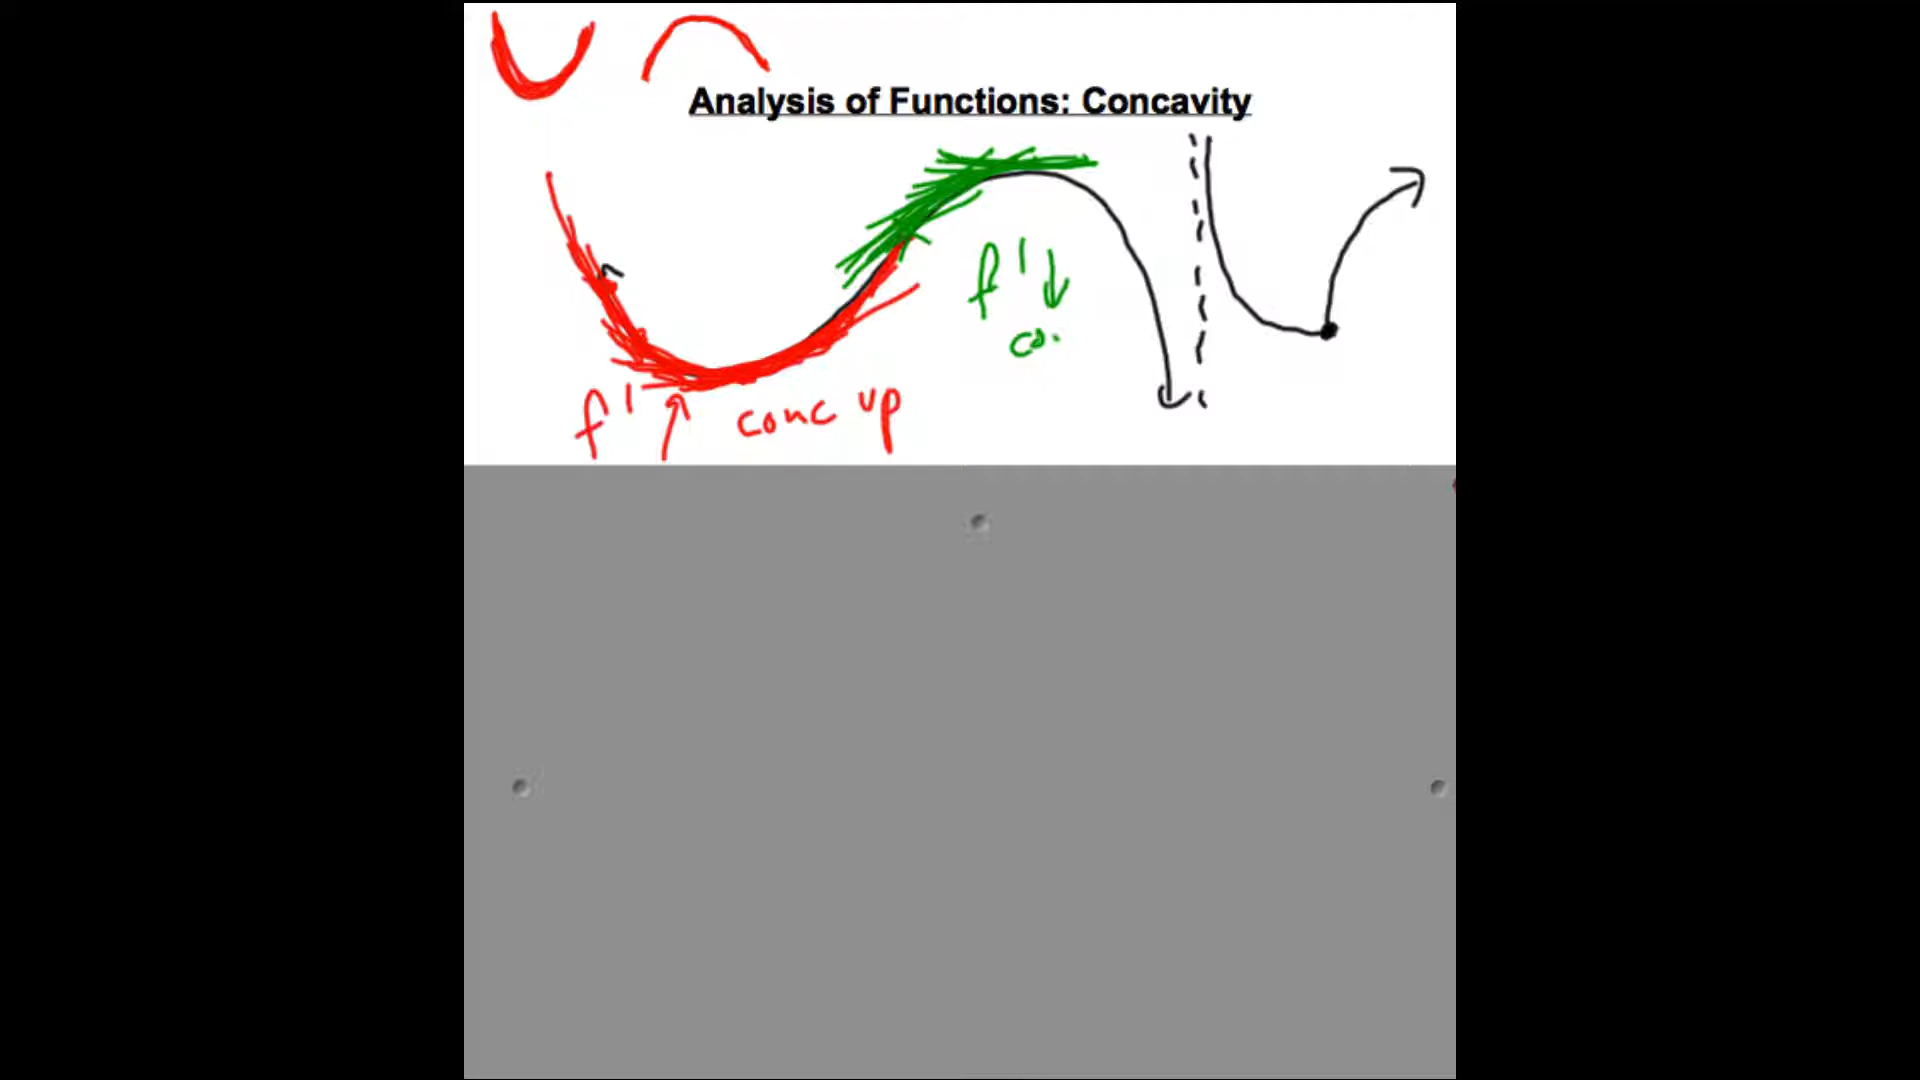 Analysis of Functions: Concavity
f' ↓
co.
f' ↑ conc up